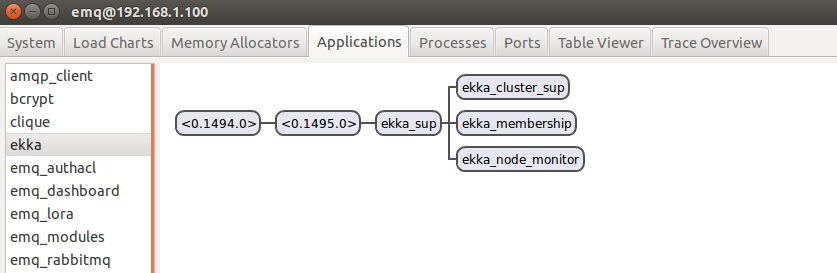 emq@192.168.1.100
System Load Charts Memory Allocators Applications Processes Ports Table Viewer Trace Overview
amqp_client
bcrypt
clique
ekka
emq_authacl
emq_dashboard
emq_lora
emq_modules
emq_rabbitmq
ekka_cluster_sup
<0.1494.0> <0.1495.0> ekka_sup ekka_membership
ekka_node_monitor